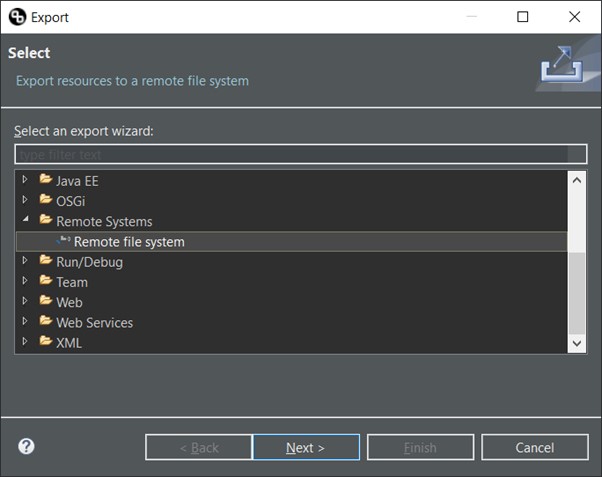 Export
Select
Export resources to a remote file system
Select an export wizard:
type filter text
Java EE
OSGi
Remote Systems
Remote file system
Run/Debug
Team
Web
Web Services
XML
?
< Back
Next >
Finish
Cancel